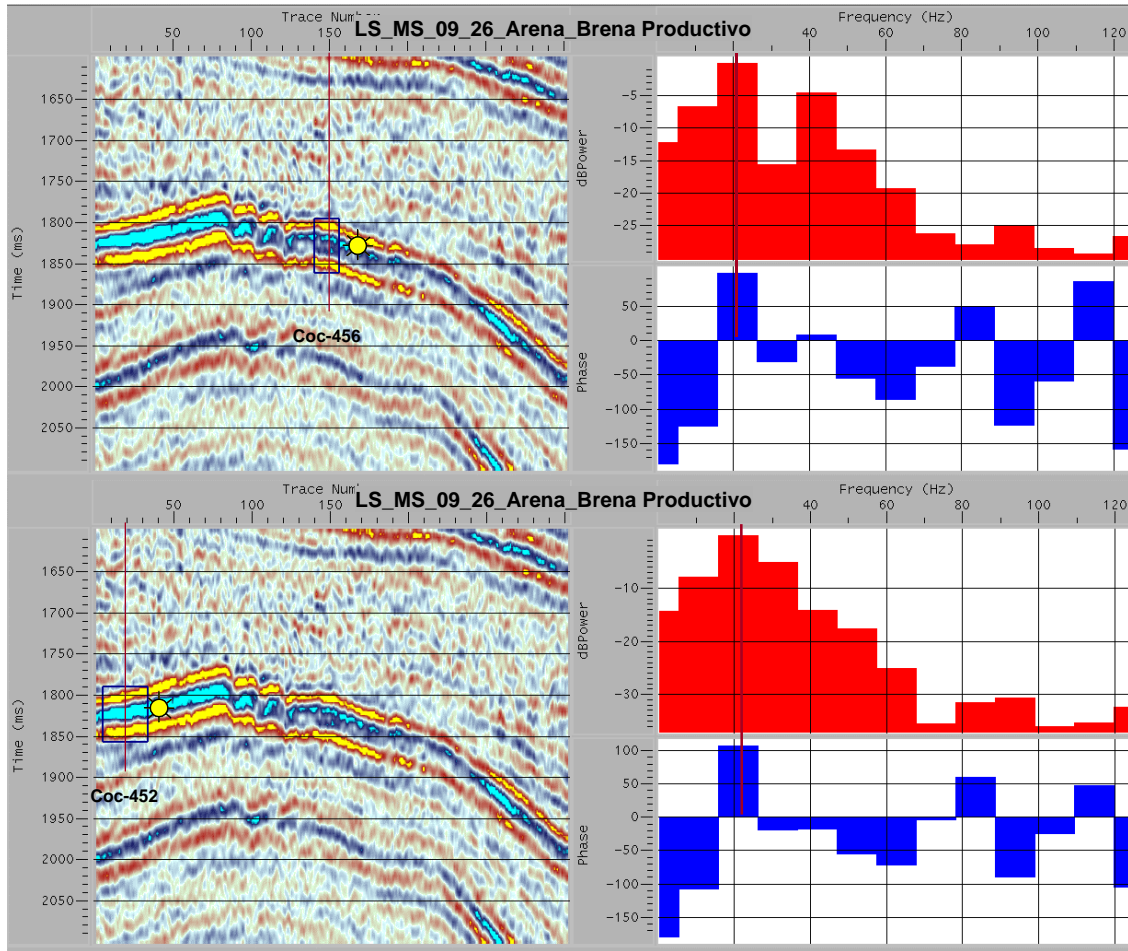 Trace Number
LS_MS_09_26_Arena_Brena Productivo
Frequency (Hz)
50 100 150
20 40 60 80 100 120
1650
1700
1750
1800
1850
1900
1950
2000
2050
Time (ms)
Coc-456
-5
-10
-15
-20
-25
dBPower
50
0
-50
-100
-150
Phase
Trace Num
LS_MS_09_26_Arena_Brena Productivo
Frequency (Hz)
50 100 150
20 40 60 80 100 120
1650
1700
1750
1800
1850
1900
1950
2000
2050
Time (ms)
Coc-452
-10
-20
-30
dBPower
100
50
0
-50
-100
-150
Phase